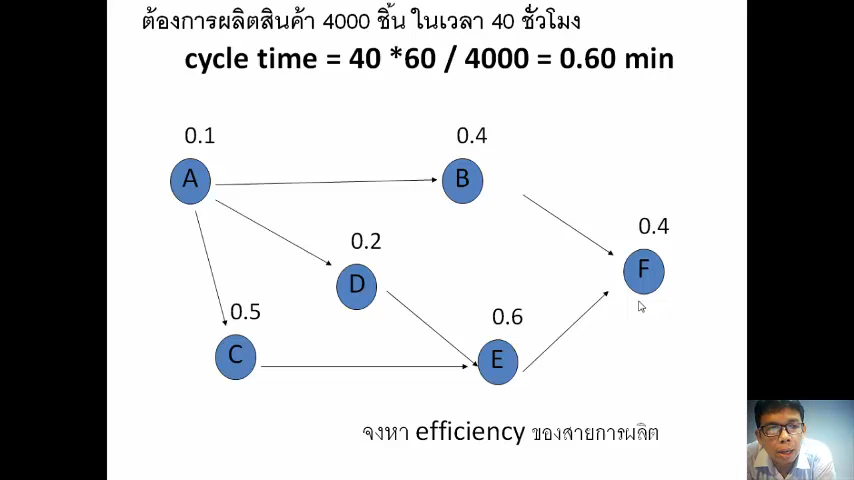 ต้องการผลิตสินค้า 4000 ชิ้น ในเวลา 40 ชั่วโมง
cycle time = 40 *60 / 4000 = 0.60 min
0.1
0.4
A
B
0.4
0.2
F
D
0.5
0.6
C
E
จงหา efficiency ของสายการผลิต